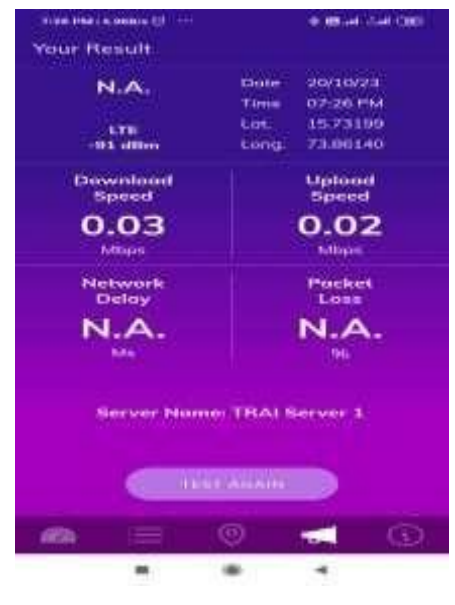 Your Result
N.A.
LTE
-91 dBm
Date 20/10/23
Time 07:26 PM
Lat. 15.73199
Long. 73.86140
Download
Speed
0.03
Mbps
Upload
Speed
0.02
Mbps
Network
Delay
N.A.
Ms
Packet
Loss
N.A.
%
Server Name: TRAI Server 1
TEST AGAIN